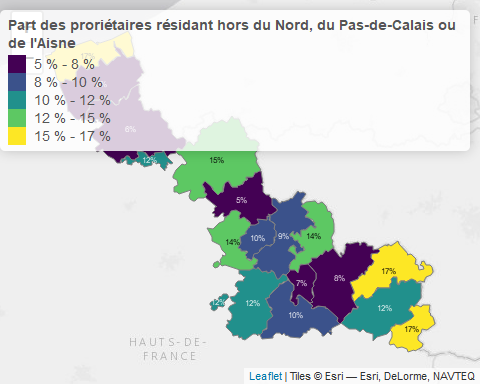 Part des proriétaires résidant hors du Nord, du Pas-de-Calais ou
de l'Aisne
5 % - 8 %
8 % - 10 %
10 % - 12 %
12 % - 15 %
15 % - 17 %
8%
12%
15%
5%
14%
10%
9%
14%
7%
8%
17%
12%
12%
10%
12%
17%
HAUTS-DE-
FRANCE
Leaflet | Tiles © Esri — Esri, DeLorme, NAVTEQ